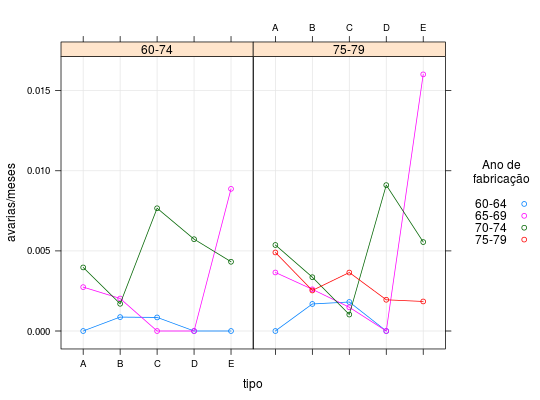 A B C D E
60-74 75-79
0.015
0.010
0.005
0.000
avarias/meses
A B C D E
tipo
Ano de
fabricação
60-64
65-69
70-74
75-79